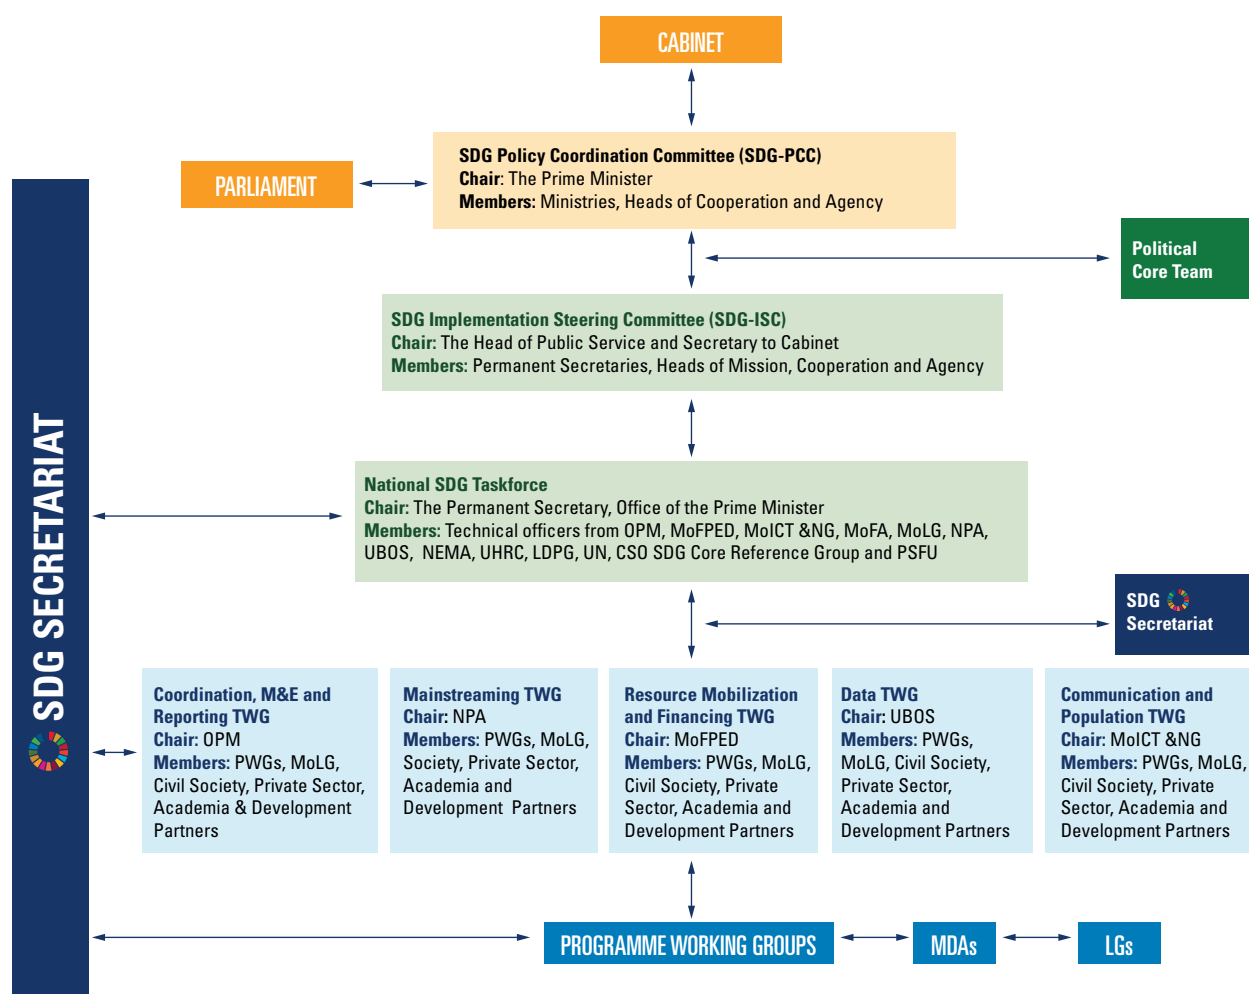 CABINET
SDG Policy Coordination Committee (SDG-PCC)
Chair: The Prime Minister
Members: Ministries, Heads of Cooperation and Agency
PARLIAMENT
Political
Core Team
SDG Implementation Steering Committee (SDG-ISC)
Chair: The Head of Public Service and Secretary to Cabinet
Members: Permanent Secretaries, Heads of Mission, Cooperation and Agency
SDG SECRETARIAT
National SDG Taskforce
Chair: The Permanent Secretary, Office of the Prime Minister
Members: Technical officers from OPM, MoFPED, MoICT &NG, MoFA, MoLG, NPA,
UBOS, NEMA, UHRC, LDPG, UN, CSO SDG Core Reference Group and PSFU
SDG
Secretariat
Coordination, M&E and
Reporting TWG
Chair: OPM
Members: PWGs, MoLG,
Civil Society, Private Sector,
Academia & Development
Partners
Mainstreaming TWG
Chair: NPA
Members: PWGs, MoLG,
Society, Private Sector,
Academia and
Development Partners
Resource Mobilization
and Financing TWG
Chair: MoFPED
Members: PWGs, MoLG,
Civil Society, Private
Sector, Academia and
Development Partners
Data TWG
Chair: UBOS
Members: PWGs,
MoLG, Civil Society,
Private Sector,
Academia and
Development Partners
Communication and
Population TWG
Chair: MoICT &NG
Members: PWGs, MoLG,
Civil Society, Private
Sector, Academia and
Development Partners
PROGRAMME WORKING GROUPS
MDAs
LGs